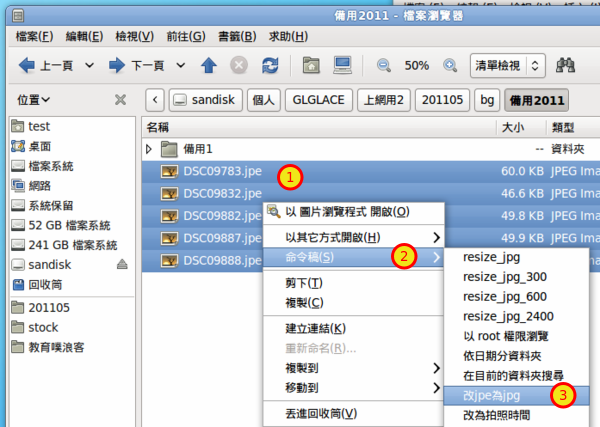 備用2011 - 檔案瀏覽器
檔案(F) 編輯(E) 檢視(V) 前往(G) 書籤(B) 求助(H)
上一頁 下一頁 50% 清單檢視
位置 sandisk 個人 GLGLACE 上網用2 201105 bg 備用2011
名稱 大小 類型
test
桌面
檔案系統
網路
系統保留
52 GB 檔案系統
241 GB 檔案系統
sandisk
回收筒
201105
stock
教育噗浪客
備用1 -- 資料夾
DSC09783.jpe 60.0 KB JPEG Ima
DSC09832.jpe 46.6 KB JPEG Ima
DSC09882.jpe 49.8 KB JPEG Ima
DSC09887.jpe 49.9 KB JPEG Ima
DSC09888.jpe
1
以 圖片瀏覽程式 開啟(O)
以其它方式開啟(H)
命令稿(S) 2
剪下(T)
複製(C)
建立連結(K)
重新命名(R)...
複製到
移動到
丟進回收筒(V)
resize_jpg
resize_jpg_300
resize_jpg_600
resize_jpg_2400
以 root 權限瀏覽
依日期分資料夾
在目前的資料夾搜尋
改jpe為jpg 3
改為拍照時間